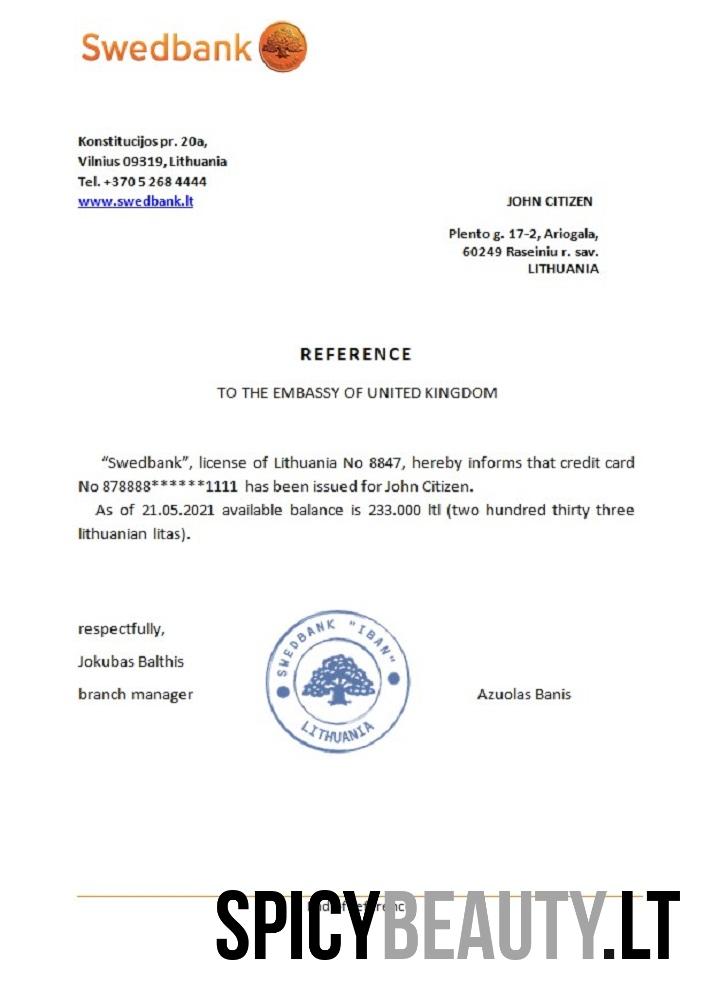 Swedbank
Konstitucijos pr. 20a,
Vilnius 09319, Lithuania
Tel. +370 5 268 4444
www.swedbank.lt
JOHN CITIZEN
Plento g. 17-2, Ariogala,
60249 Raseiniu r. sav.
LITHUANIA
REFERENCE
TO THE EMBASSY OF UNITED KINGDOM
“Swedbank”, license of Lithuania No 8847, hereby informs that credit card
No 878888******1111 has been issued for John Citizen.
As of 21.05.2021 available balance is 233.000 ltl (two hundred thirty three
lithuanian litas).
respectfully,
Jokubas Balthis
branch manager
SWEDBANK "IBAN"
LITHUANIA
Azuolas Banis
SPICYBEAUTY.LT